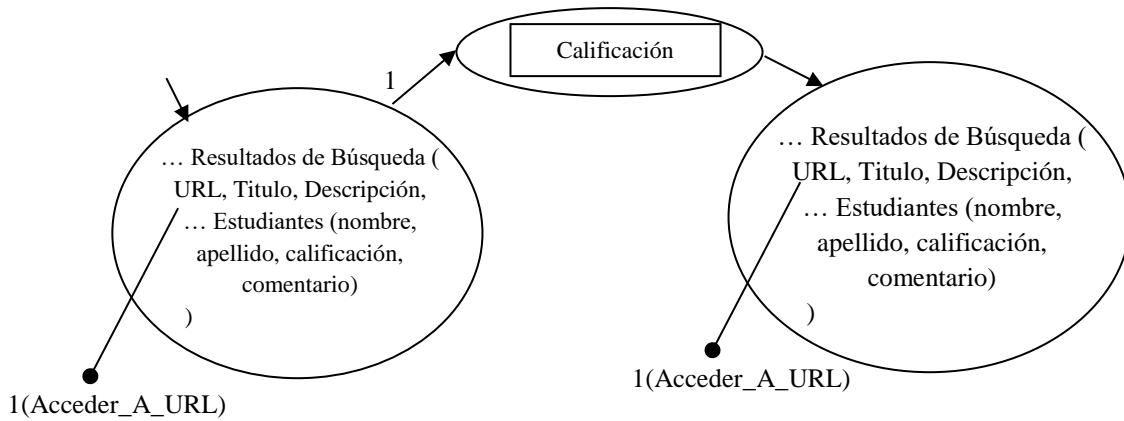 Calificación
1
… Resultados de Búsqueda (
URL, Titulo, Descripción,
… Estudiantes (nombre,
apellido, calificación,
comentario)
)
1(Acceder_A_URL)
… Resultados de Búsqueda (
URL, Titulo, Descripción,
… Estudiantes (nombre,
apellido, calificación,
comentario)
)
1(Acceder_A_URL)